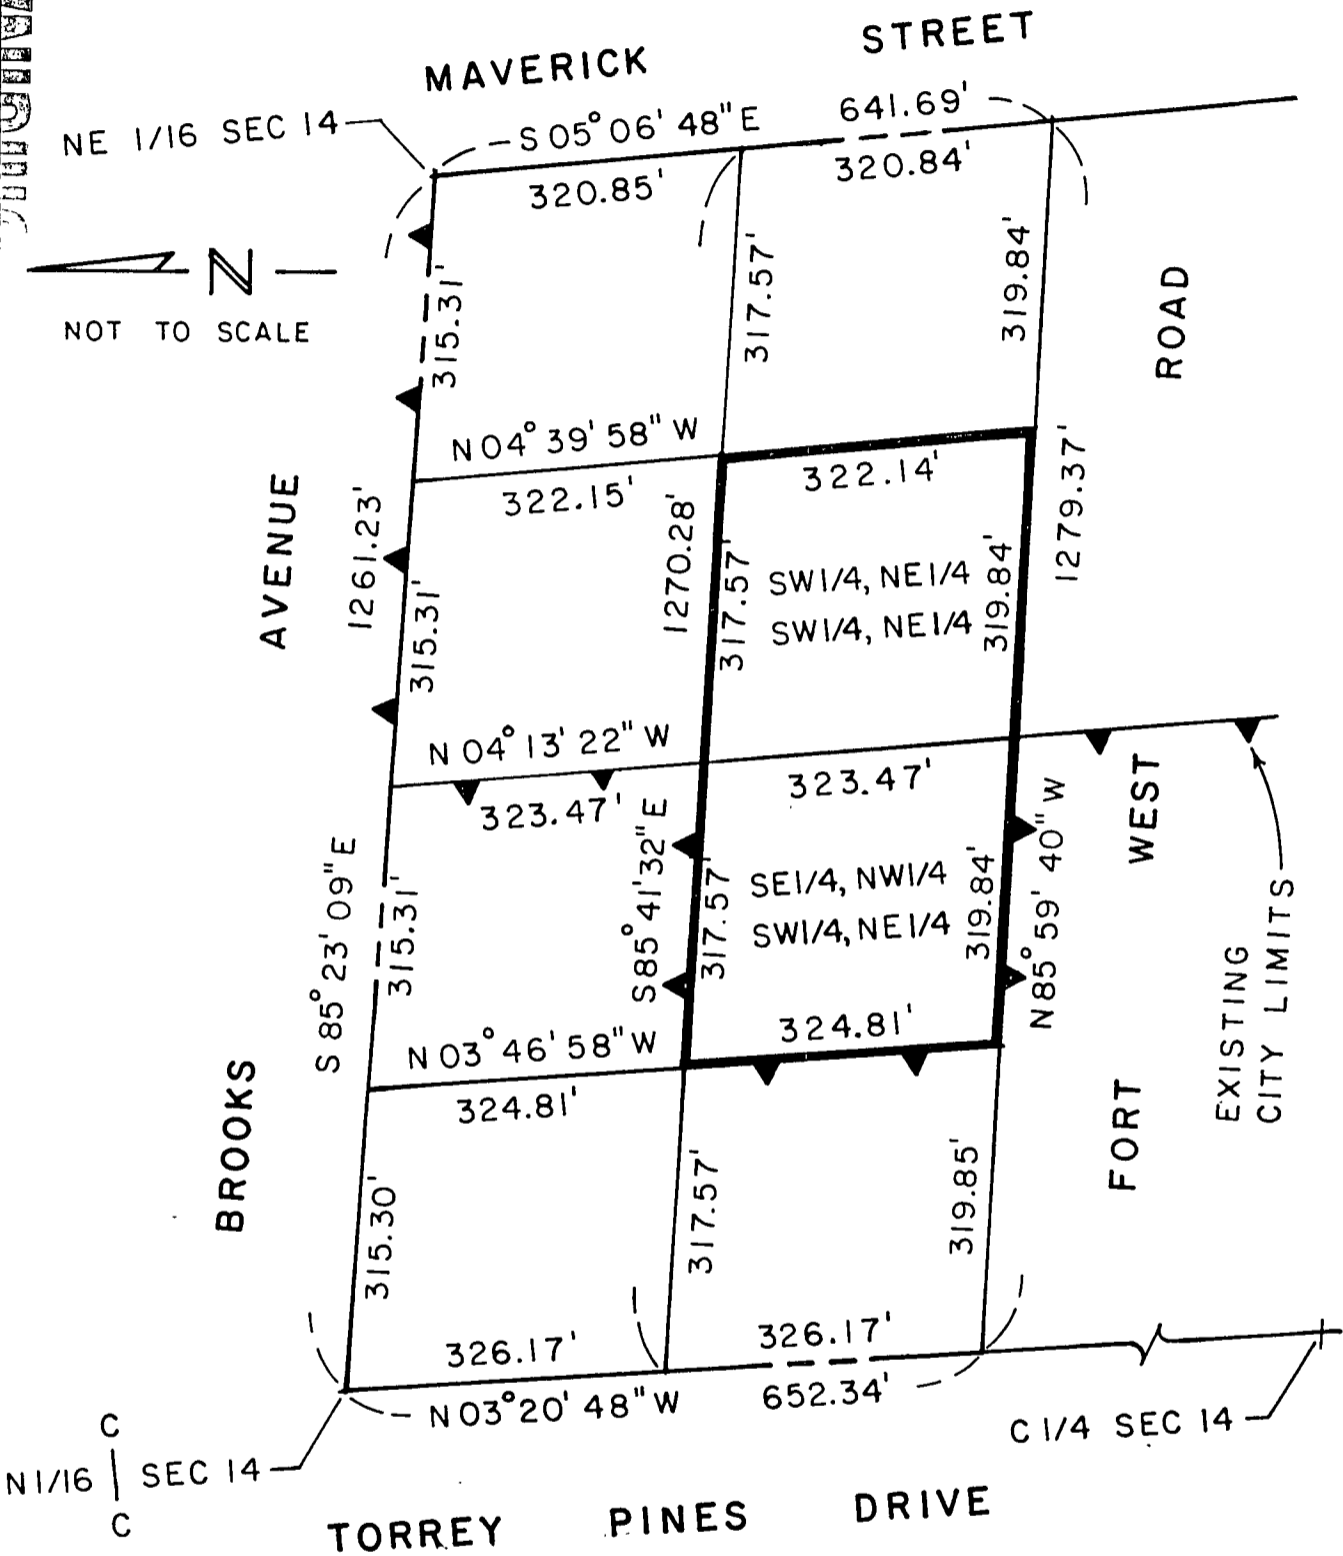 MAVERICK STREET
NE 1/16 SEC 14
S 05° 06' 48" E
641.69'
320.85'
320.84'
N
NOT TO SCALE
315.31'
317.57'
319.84'
ROAD
N 04° 39' 58" W
322.15'
322.14'
AVENUE
1261.23'
315.31'
1270.28'
317.57'
SW1/4, NE1/4
SW1/4, NE1/4
319.84'
1279.37'
N 04° 13' 22" W
323.47'
323.47'
S 85° 23' 09" E
315.31'
S 85° 41' 32" E
317.57'
SE1/4, NW1/4
SW1/4, NE1/4
319.84'
N 85° 59' 40" W
WEST
EXISTING
CITY LIMITS
N 03° 46' 58" W
324.81'
324.81'
BROOKS
315.30'
317.57'
319.85'
FORT
326.17'
326.17'
N 03° 20' 48" W
652.34'
C
N 1/16 | SEC 14
C
C 1/4 SEC 14
TORREY PINES DRIVE